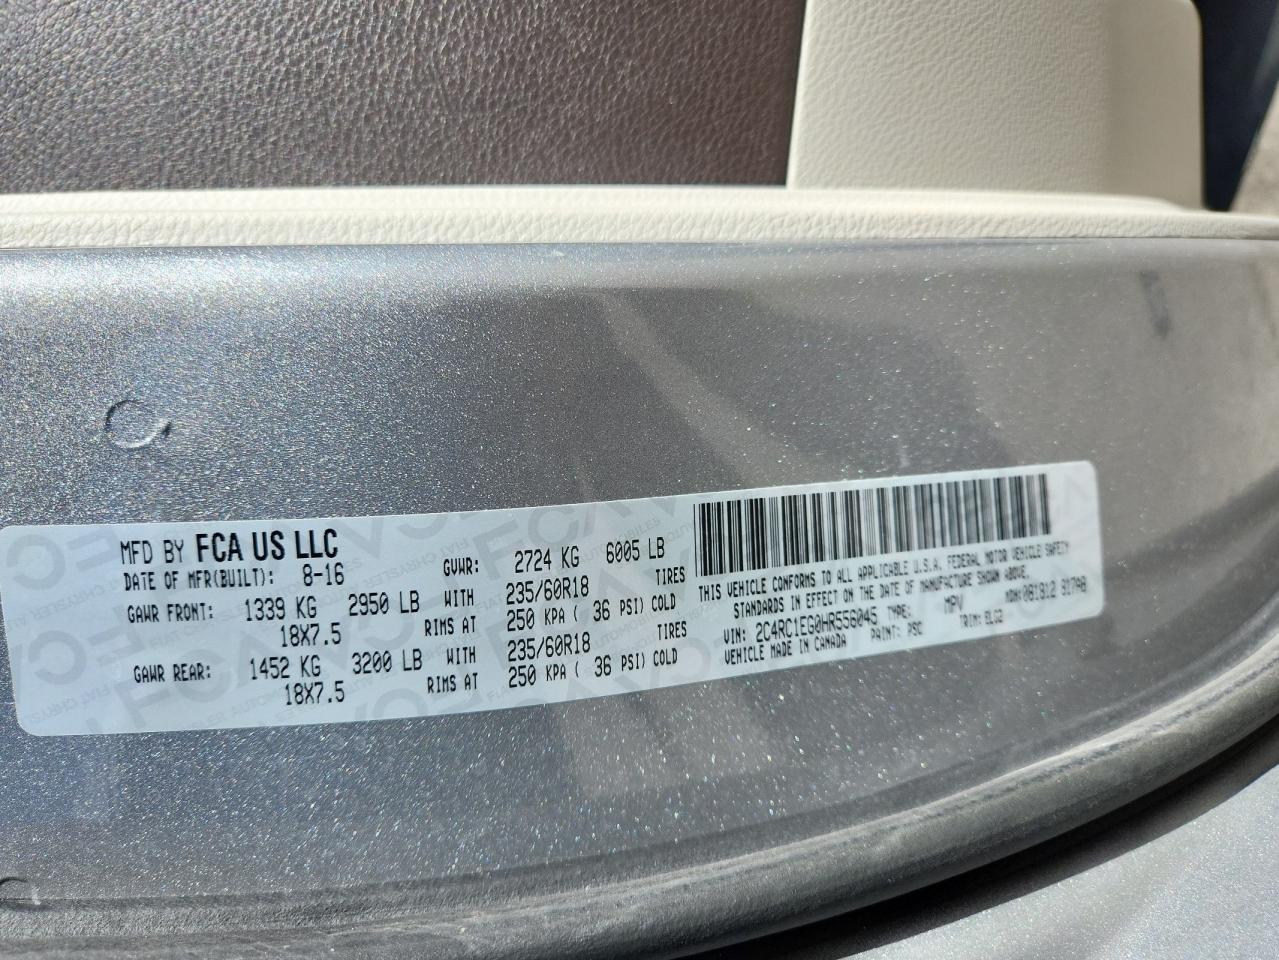 MFD BY FCA US LLC
DATE OF MFR(BUILT): 8-16 GVWR: 2724 KG 6005 LB
GAWR FRONT: 1339 KG 2950 LB WITH 235/60R18 TIRES
18X7.5 RIMS AT 250 KPA ( 36 PSI) COLD
GAWR REAR: 1452 KG 3200 LB WITH 235/60R18 TIRES
18X7.5 RIMS AT 250 KPA ( 36 PSI) COLD
THIS VEHICLE CONFORMS TO ALL APPLICABLE U.S.A. FEDERAL MOTOR VEHICLE SAFETY
STANDARDS IN EFFECT ON THE DATE OF MANUFACTURE SHOWN ABOVE.
VIN: 2C4RC1EG0HR556045 TYPE: MPV MDH:
VEHICLE MADE IN CANADA PAINT: PSC TRIM: